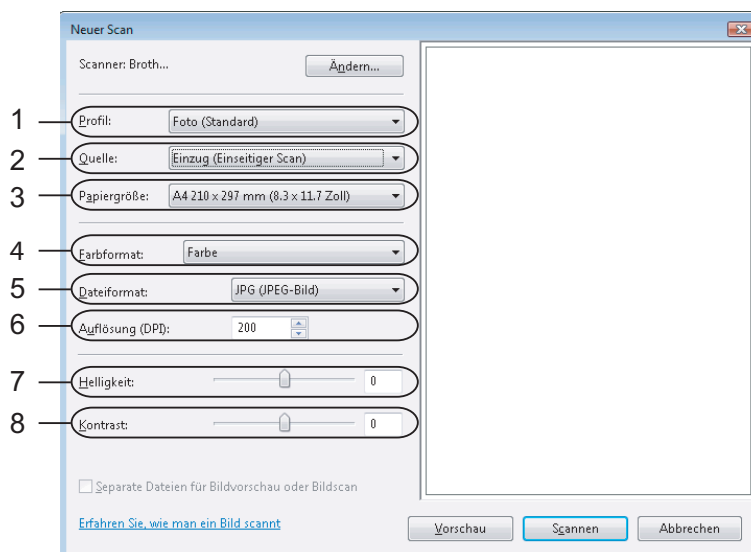 Neuer Scan
Scanner: Broth...
Ändern...
1 Profil: Foto (Standard)
2 Quelle: Einzug (Einseitiger Scan)
3 Papiergröße: A4 210 x 297 mm (8.3 x 11.7 Zoll)
4 Farbformat: Farbe
5 Dateiformat: JPG (JPEG-Bild)
6 Auflösung (DPI): 200
7 Helligkeit: 0
8 Kontrast: 0
Separate Dateien für Bildvorschau oder Bildscan
Erfahren Sie, wie man ein Bild scannt
Vorschau Scannen Abbrechen